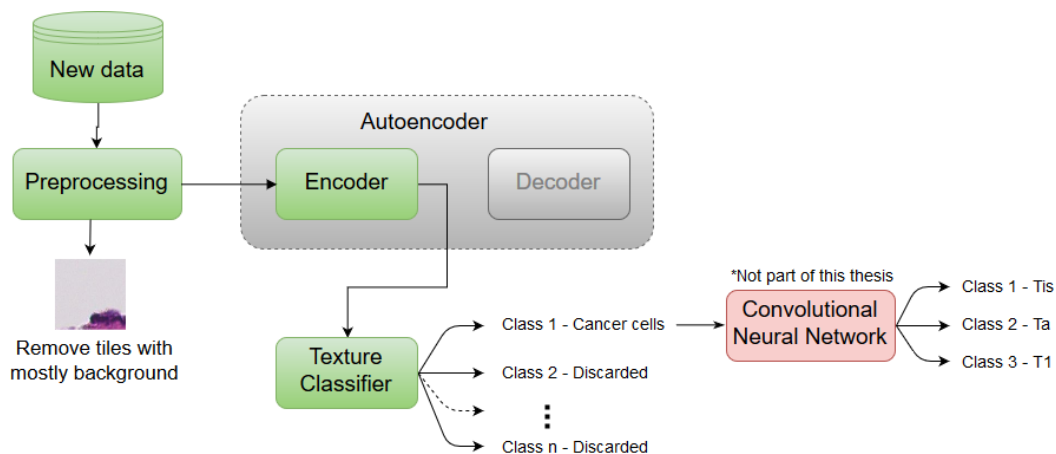 New data
Autoencoder
Preprocessing
Encoder
Decoder
*Not part of this thesis
Remove tiles with
mostly background
Texture
Classifier
Class 1 - Cancer cells
Class 2 - Discarded
Class n - Discarded
Convolutional
Neural Network
Class 1 - Tis
Class 2 - Ta
Class 3 - T1